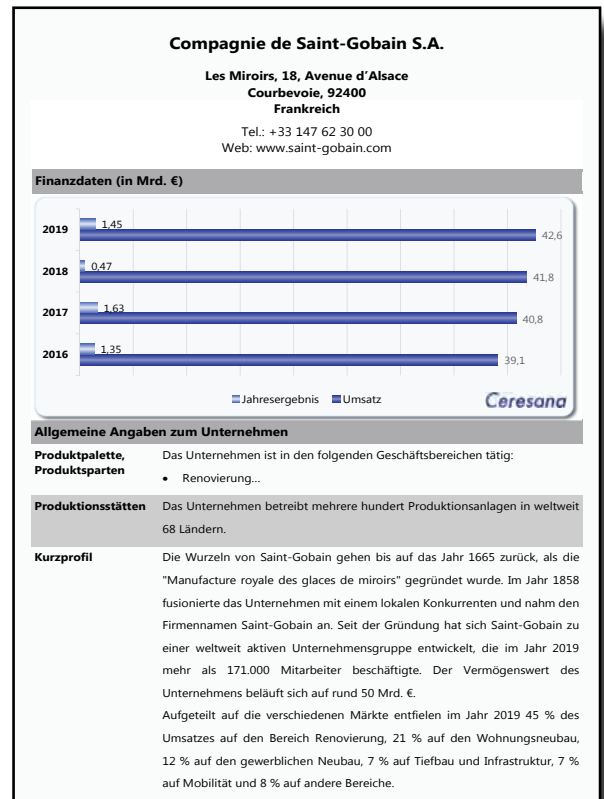 Compagnie de Saint-Gobain S.A.
Les Miroirs, 18, Avenue d'Alsace
Courbevoie, 92400
Frankreich
Tel.: +33 147 62 30 00
Web: www.saint-gobain.com
Finanzdaten (in Mrd. €)
2019
1,45
42,6
2018
0,47
41,8
2017
1,63
40,8
2016
1,35
39,1
Jahresergebnis Umsatz
Ceresana
Allgemeine Angaben zum Unternehmen
Produktpalette, Produktsparten
Das Unternehmen ist in den folgenden Geschäftsbereichen tätig:
• Renovierung...
Produktionsstätten
Das Unternehmen betreibt mehrere hundert Produktionsanlagen in weltweit
68 Ländern.
Kurzprofil
Die Wurzeln von Saint-Gobain gehen bis auf das Jahr 1665 zurück, als die
"Manufacture royale des glaces de miroirs" gegründet wurde. Im Jahr 1858
fusionierte das Unternehmen mit einem lokalen Konkurrenten und nahm den
Firmennamen Saint-Gobain an. Seit der Gründung hat sich Saint-Gobain zu
einer weltweit aktiven Unternehmensgruppe entwickelt, die im Jahr 2019
mehr als 171.000 Mitarbeiter beschäftigte. Der Vermögenswert des
Unternehmens beläuft sich auf rund 50 Mrd. €.
Aufgeteilt auf die verschiedenen Märkte entfielen im Jahr 2019 45 % des
Umsatzes auf den Bereich Renovierung, 21 % auf den Wohnungsneubau,
12 % auf den gewerblichen Neubau, 7 % auf Tiefbau und Infrastruktur, 7 %
auf Mobilität und 8 % auf andere Bereiche.